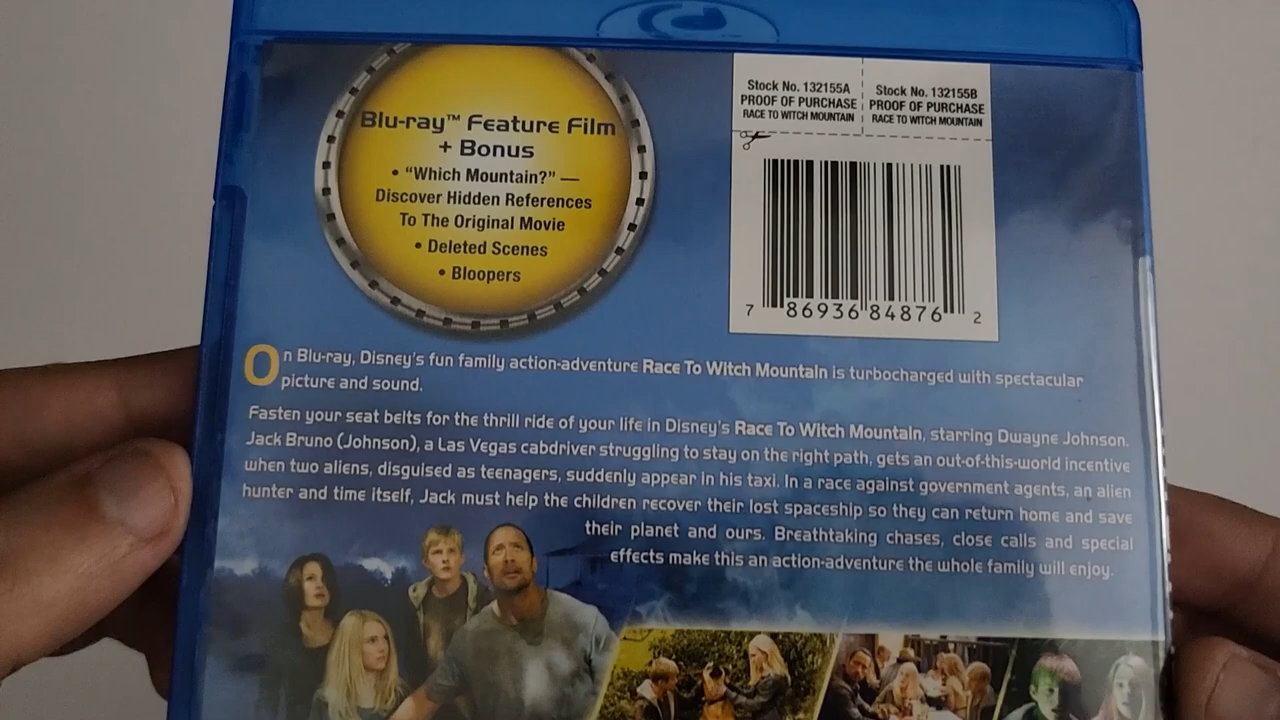 Blu-ray™ Feature Film
+ Bonus
• “Which Mountain?” —
Discover Hidden References
To The Original Movie
• Deleted Scenes
• Bloopers
Stock No. 132155A
PROOF OF PURCHASE
RACE TO WITCH MOUNTAIN
Stock No. 132155B
PROOF OF PURCHASE
RACE TO WITCH MOUNTAIN
7 86936 84876 2
On Blu-ray, Disney's fun family action-adventure Race To Witch Mountain is turbocharged with spectacular
picture and sound.
Fasten your seat belts for the thrill ride of your life in Disney's Race To Witch Mountain, starring Dwayne Johnson.
Jack Bruno (Johnson), a Las Vegas cabdriver struggling to stay on the right path, gets an out-of-this-world incentive
when two aliens, disguised as teenagers, suddenly appear in his taxi. In a race against government agents, an alien
hunter and time itself, Jack must help the children recover their lost spaceship so they can return home and save
their planet and ours. Breathtaking chases, close calls and special
effects make this an action-adventure the whole family will enjoy.